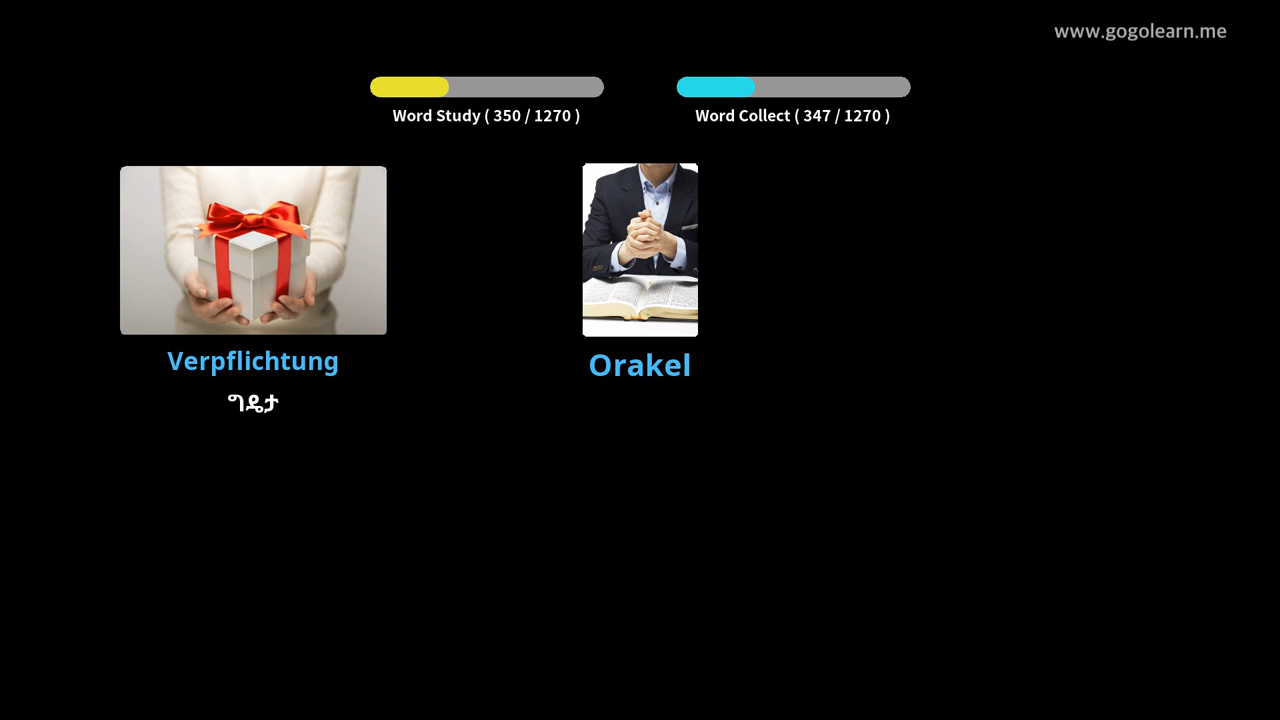 www.gogolearn.me
Word Study ( 350 / 1270 )
Word Collect ( 347 / 1270 )
Verpflichtung
ግዴታ
Orakel